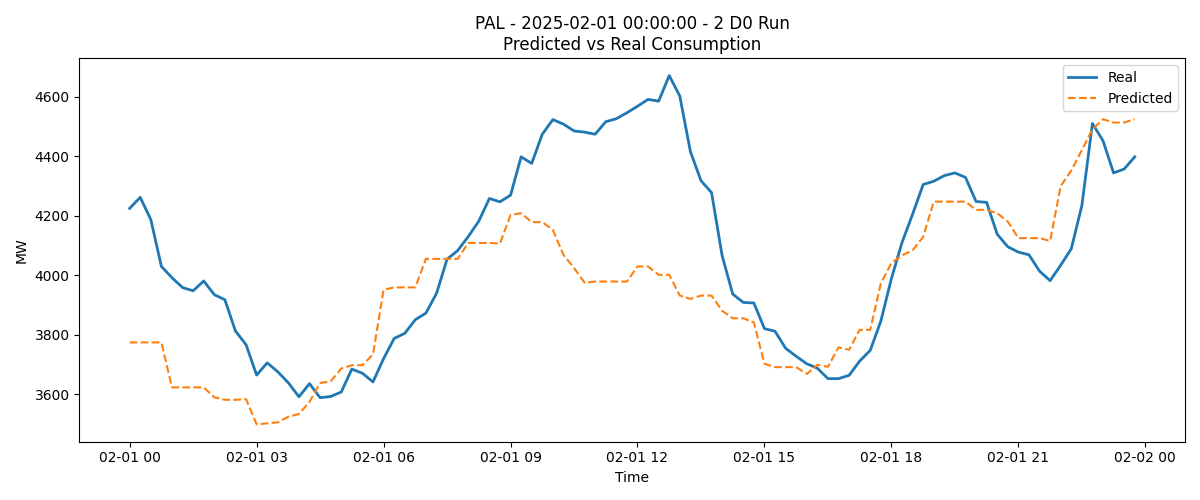 PAL - 2025-02-01 00:00:00 - 2 D0 Run
Predicted vs Real Consumption
Real
Predicted
MW
4600
4400
4200
4000
3800
3600
02-01 00
02-01 03
02-01 06
02-01 09
02-01 12
02-01 15
02-01 18
02-01 21
02-02 00
Time